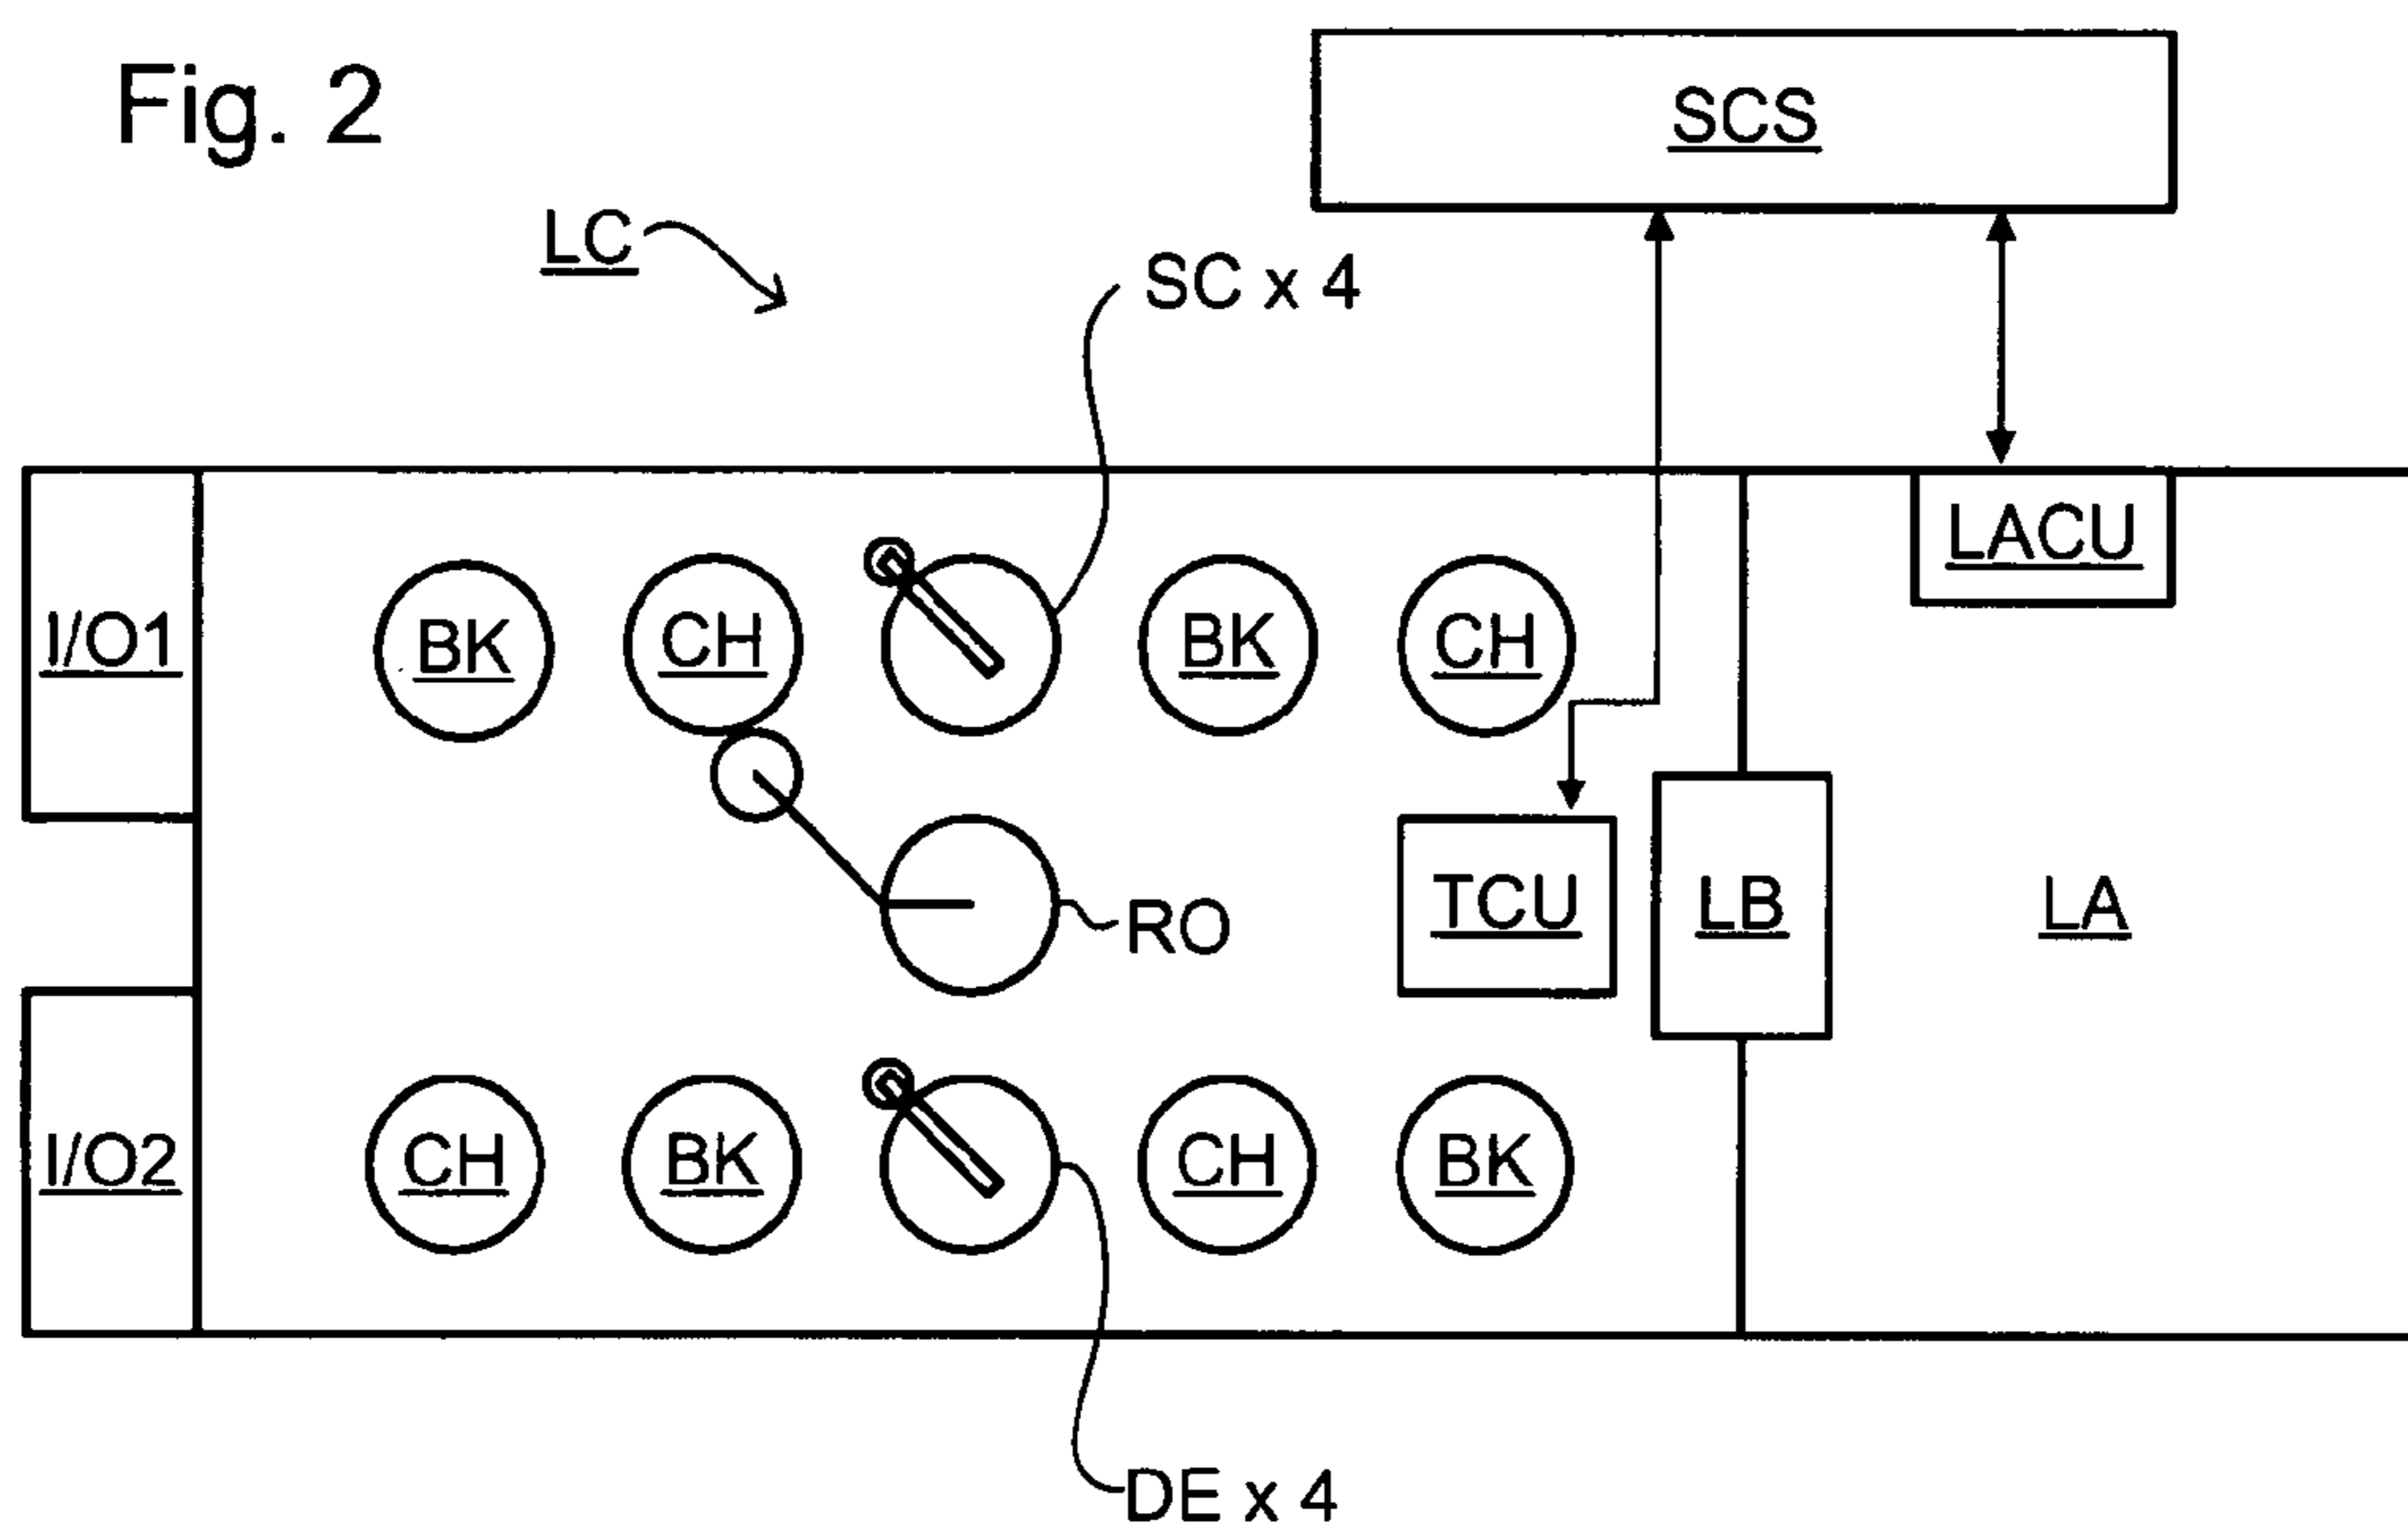 Fig. 2
SCS
LC
SC x 4
LACU
I/O1
BK
CH
BK
CH
TCU
LB
LA
RO
I/O2
CH
BK
CH
BK
DE x 4